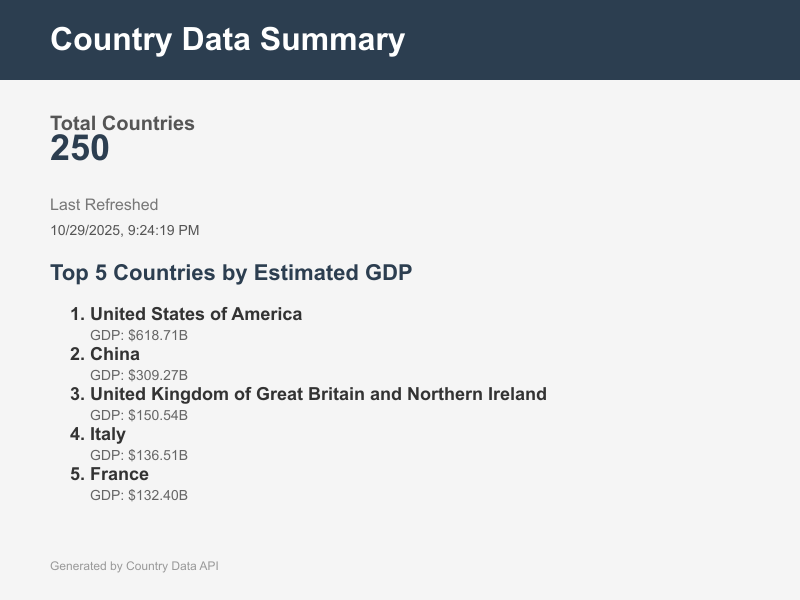 Country Data Summary
Total Countries
250
Last Refreshed
10/29/2025, 9:24:19 PM
Top 5 Countries by Estimated GDP
1. United States of America
GDP: $618.71B
2. China
GDP: $309.27B
3. United Kingdom of Great Britain and Northern Ireland
GDP: $150.54B
4. Italy
GDP: $136.51B
5. France
GDP: $132.40B
Generated by Country Data API